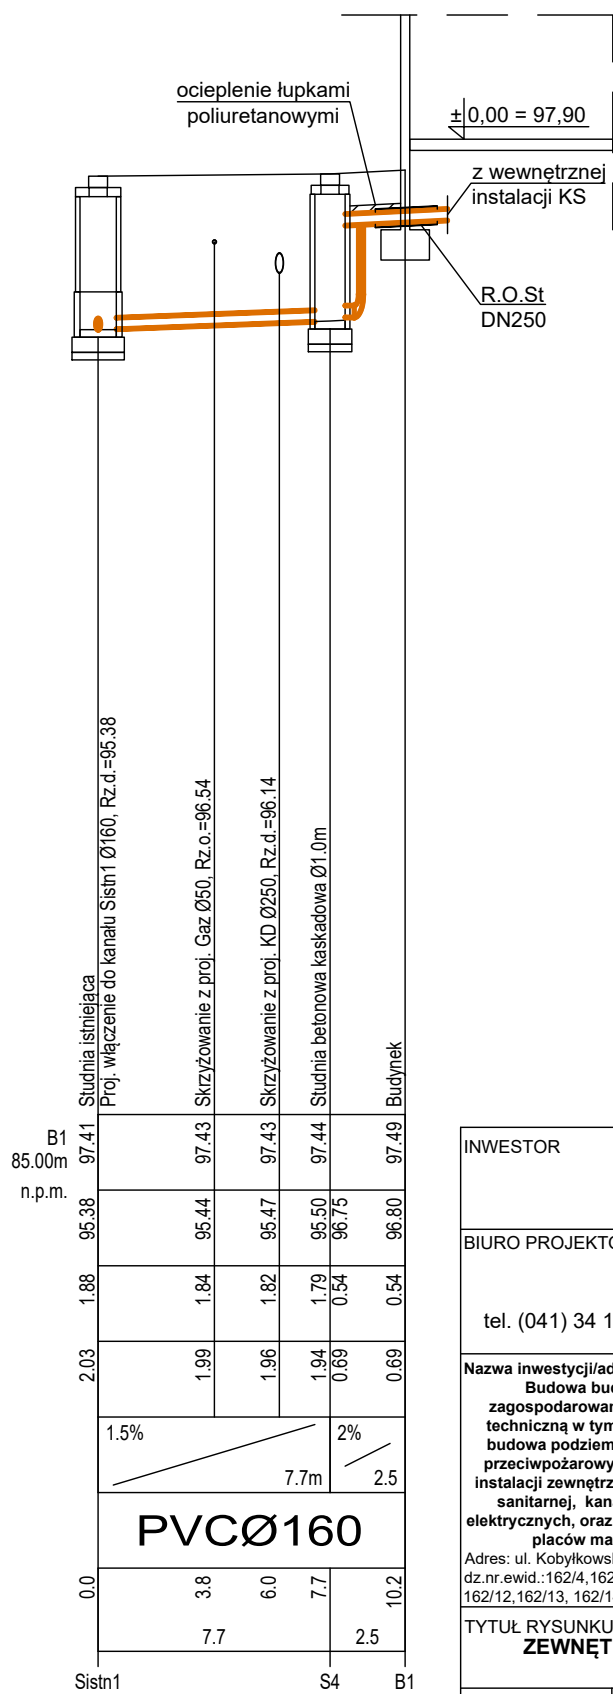 ocieplenie łupkami
poliuretanowymi
±0,00 = 97,90
z wewnętrznej
instalacji KS
R.O.St
DN250
Studnia istniejąca
Proj. włączenie do kanału Sistn1 Ø160, Rz.d.=95.38
Skrzyżowanie z proj. Gaz Ø50, Rz.o.=96.54
Skrzyżowanie z proj. KD Ø250, Rz.d.=96.14
Studnia betonowa kaskadowa Ø1.0m
Budynek
B1
85.00m
n.p.m.
97.41 97.43 97.43 97.44 97.49
95.38 95.44 95.47 95.50 96.75 96.80
1.88 1.84 1.82 1.79 0.54 0.54
2.03 1.99 1.96 1.94 0.69 0.69
1.5% 2%
7.7m 2.5
PVCØ160
0.0 3.8 6.0 7.7 10.2
7.7 2.5
Sistn1 S4 B1
INWESTOR
BIURO PROJEKTO
tel. (041) 34 1
Nazwa inwestycji/ad
Budowa bud
zagospodarowan
techniczną w tym
budowa podziem
przeciwpożarowy
instalacji zewnętrz
sanitarnej, kana
elektrycznych, oraz
placów ma
Adres: ul. Kobyłkows
dz.nr.ewid.:162/4,162
162/12,162/13, 162/1
TYTUŁ RYSUNKU
ZEWNĘT